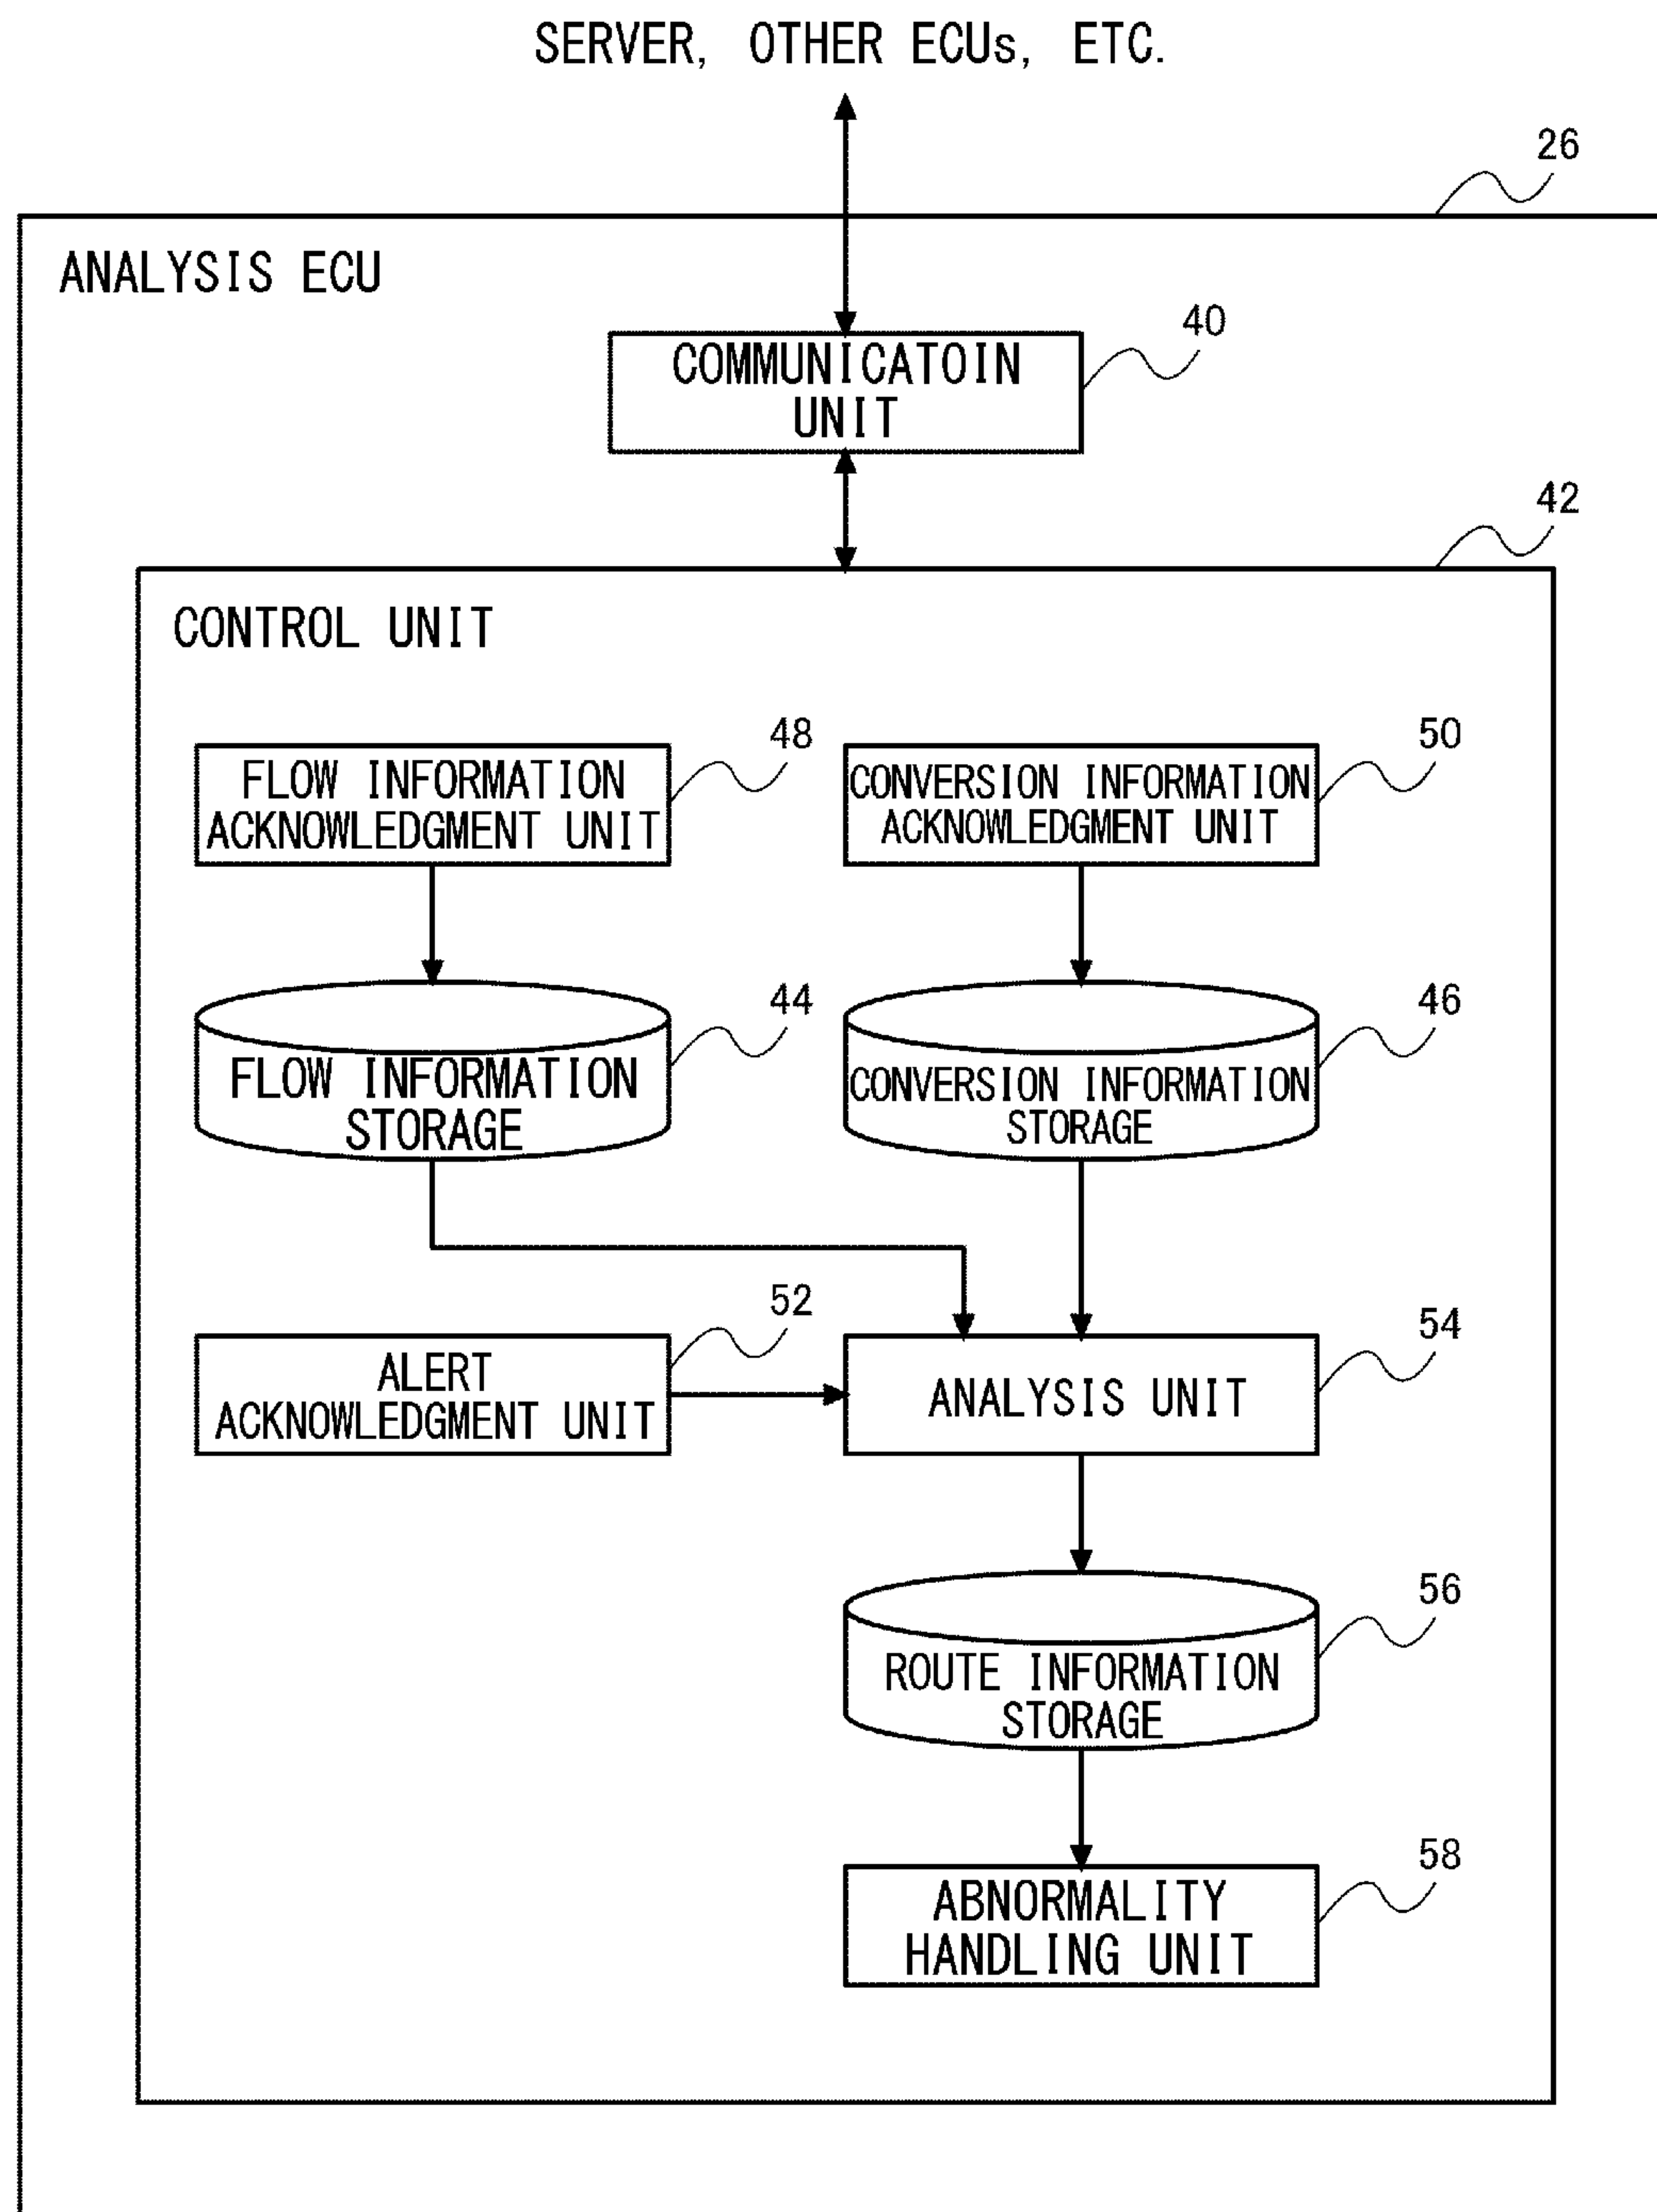 SERVER, OTHER ECUs, ETC.
26
ANALYSIS ECU
40
COMMUNICATOIN
UNIT
42
CONTROL UNIT
48
FLOW INFORMATION
ACKNOWLEDGMENT UNIT
50
CONVERSION INFORMATION
ACKNOWLEDGMENT UNIT
44
FLOW INFORMATION
STORAGE
46
CONVERSION INFORMATION
STORAGE
52
ALERT
ACKNOWLEDGMENT UNIT
54
ANALYSIS UNIT
56
ROUTE INFORMATION
STORAGE
58
ABNORMALITY
HANDLING UNIT